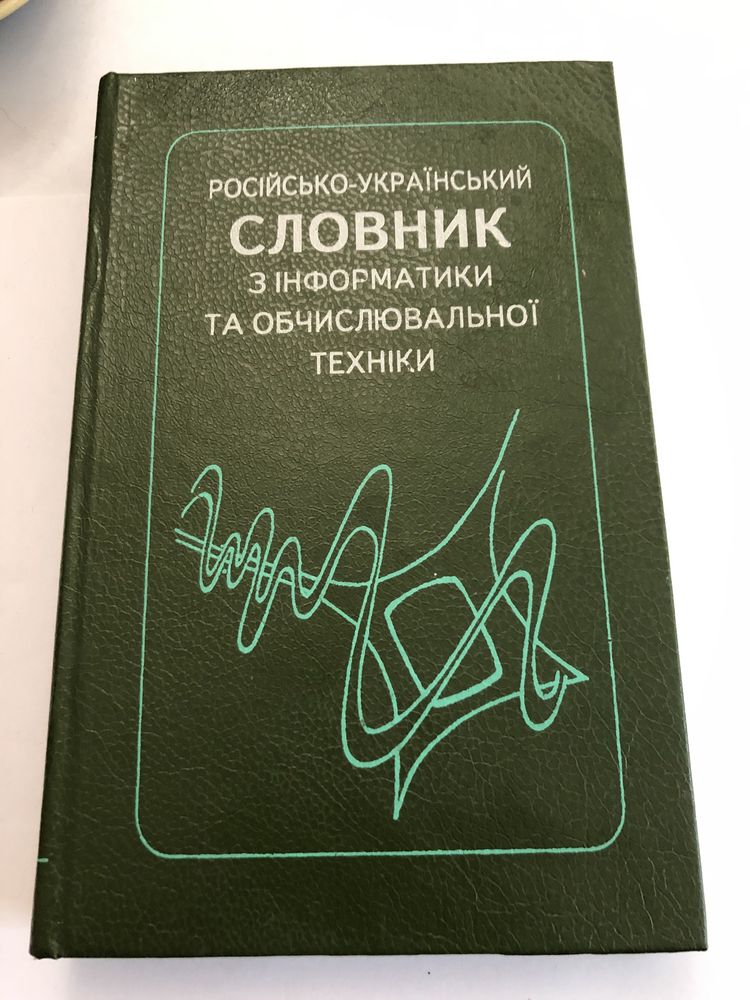 РОСІЙСЬКО-УКРАЇНСЬКИЙ
СЛОВНИК
З ІНФОРМАТИКИ
ТА ОБЧИСЛЮВАЛЬНОЇ
ТЕХНІКИ